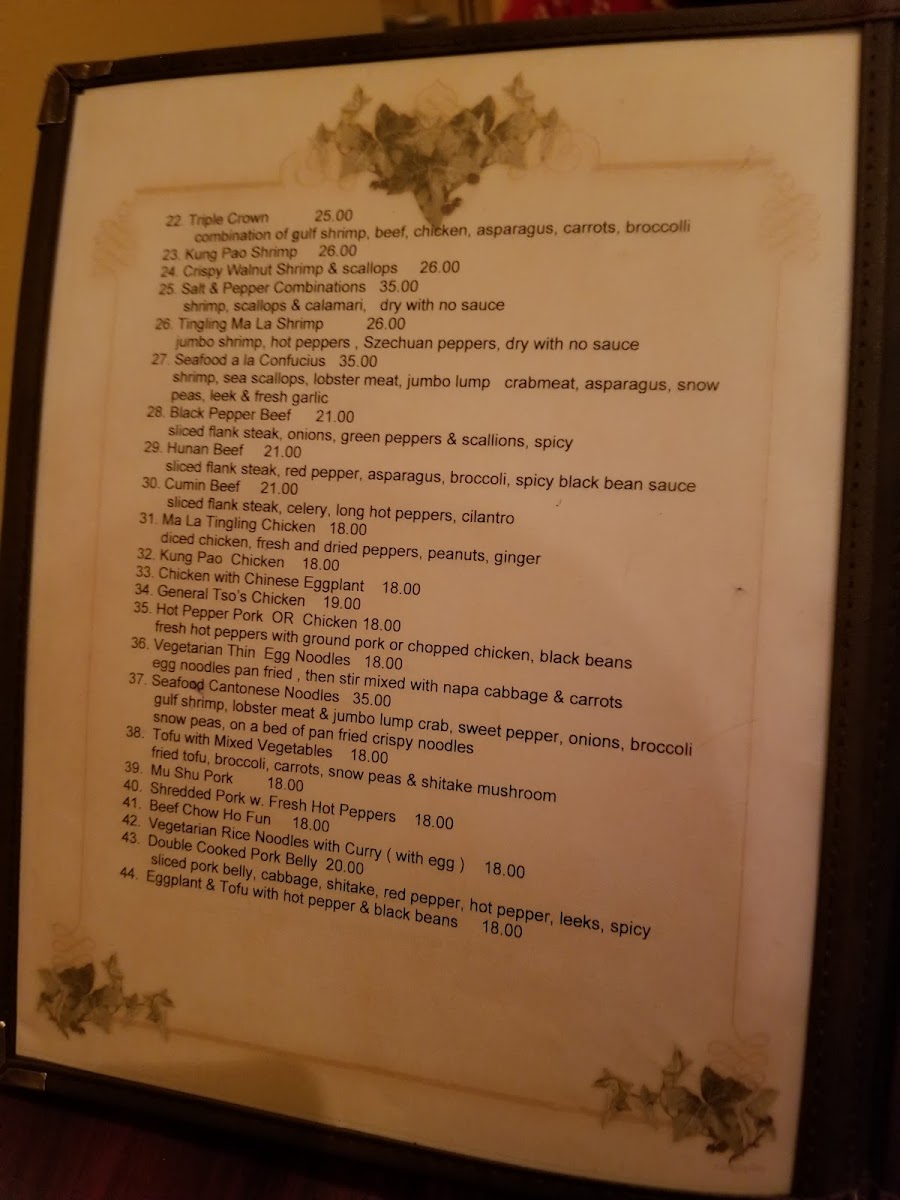 22. Triple Crown 25.00
combination of gulf shrimp, beef, chicken, asparagus, carrots, broccolli
23. Kung Pao Shrimp 26.00
24. Crispy Walnut Shrimp & scallops 26.00
25. Salt & Pepper Combinations 35.00
shrimp, scallops & calamari, dry with no sauce
26. Tingling Ma La Shrimp 26.00
jumbo shrimp, hot peppers , Szechuan peppers, dry with no sauce
27. Seafood a la Confucius 35.00
shrimp, sea scallops, lobster meat, jumbo lump crabmeat, asparagus, snow
peas, leek & fresh garlic
28. Black Pepper Beef 21.00
sliced flank steak, onions, green peppers & scallions, spicy
29. Hunan Beef 21.00
sliced flank steak, red pepper, asparagus, broccoli, spicy black bean sauce
30. Cumin Beef 21.00
sliced flank steak, celery, long hot peppers, cilantro
31. Ma La Tingling Chicken 18.00
diced chicken, fresh and dried peppers, peanuts, ginger
32. Kung Pao Chicken 18.00
33. Chicken with Chinese Eggplant 18.00
34. General Tso's Chicken 19.00
35. Hot Pepper Pork OR Chicken 18.00
fresh hot peppers with ground pork or chopped chicken, black beans
36. Vegetarian Thin Egg Noodles 18.00
egg noodles pan fried , then stir mixed with napa cabbage & carrots
37. Seafood Cantonese Noodles 35.00
gulf shrimp, lobster meat & jumbo lump crab, sweet pepper, onions, broccoli
snow peas, on a bed of pan fried crispy noodles
38. Tofu with Mixed Vegetables 18.00
fried tofu, broccoli, carrots, snow peas & shitake mushroom
39. Mu Shu Pork 18.00
40. Shredded Pork w. Fresh Hot Peppers 18.00
41. Beef Chow Ho Fun 18.00
42. Vegetarian Rice Noodles with Curry ( with egg ) 18.00
43. Double Cooked Pork Belly 20.00
sliced pork belly, cabbage, shitake, red pepper, hot pepper, leeks, spicy
44. Eggplant & Tofu with hot pepper & black beans 18.00